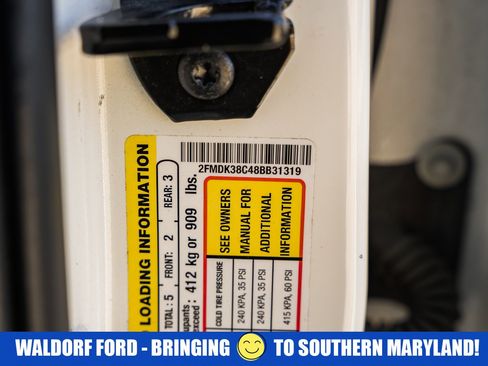 2FMDK38C48BB31319
LOADING INFORMATION
TOTAL: 5 FRONT: 2 REAR: 3
412 kg or 909 lbs.
SEE OWNERS
MANUAL FOR
ADDITIONAL
INFORMATION
COLD TIRE PRESSURE
240 KPA, 35 PSI
240 KPA, 35 PSI
415 KPA, 60 PSI
WALDORF FORD - BRINGING TO SOUTHERN MARYLAND!